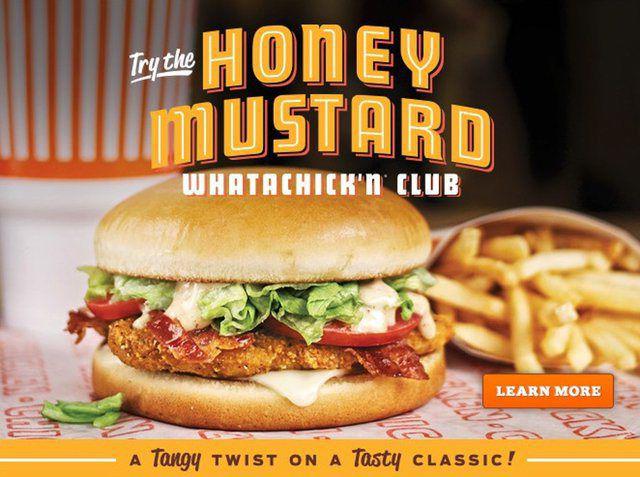 Try the HONEY
MUSTARD
WHATACHICK'N® CLUB
LEARN MORE
A Tangy TWIST ON A Tasty CLASSIC!